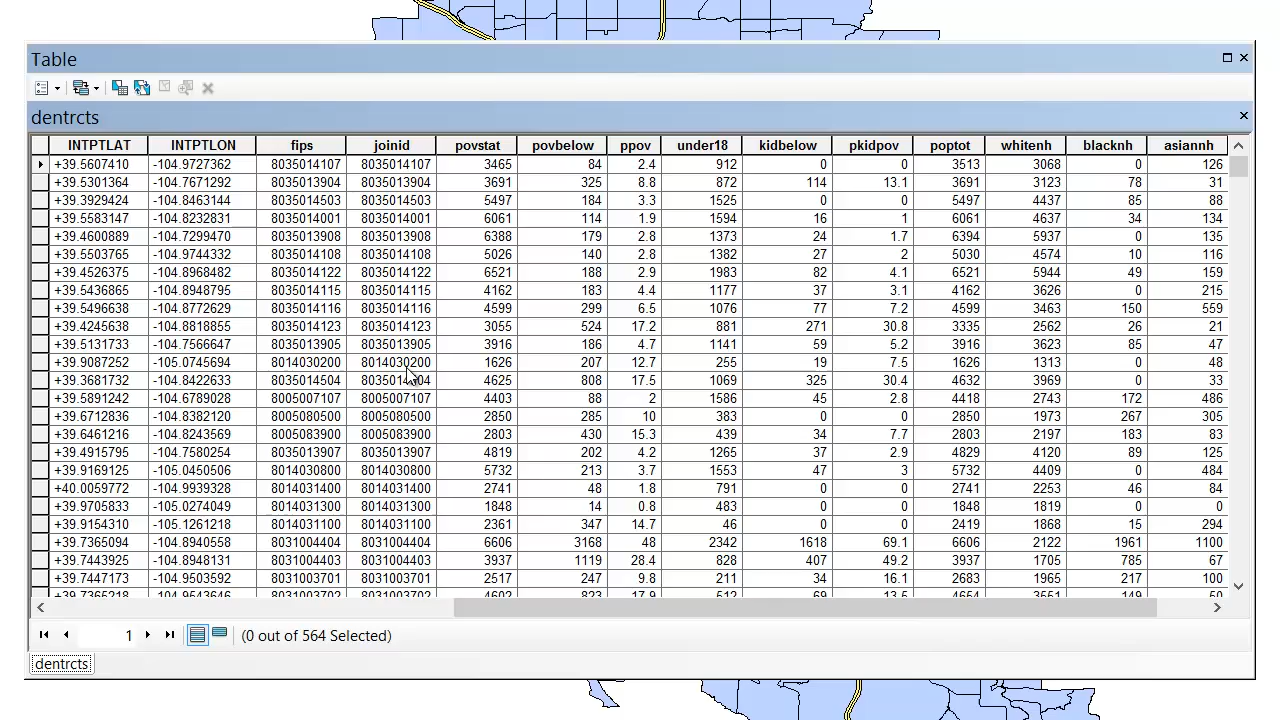 Table
dentrcts
INTPTLAT INTPTLON fips joinid povstat povbelow ppov under18 kidbelow pkidpov poptot whitenh blacknh asiannh
+39.5607410 -104.9727362 8035014107 8035014107 3465 84 2.4 912 0 0 3513 3068 0 126
+39.5301364 -104.7671292 8035013904 8035013904 3691 325 8.8 872 114 13.1 3691 3123 78 31
+39.3929424 -104.8463144 8035014503 8035014503 5497 184 3.3 1525 0 0 5497 4437 85 88
+39.5583147 -104.8232831 8035014001 8035014001 6061 114 1.9 1594 16 1 6061 4637 34 134
+39.4600889 -104.7299470 8035013908 8035013908 6388 179 2.8 1373 24 1.7 6394 5937 0 135
+39.5503765 -104.9744332 8035014108 8035014108 5026 140 2.8 1382 27 2 5030 4574 10 116
+39.4526375 -104.8968482 8035014122 8035014122 6521 188 2.9 1983 82 4.1 6521 5944 49 159
+39.5436865 -104.8948795 8035014115 8035014115 4162 183 4.4 1177 37 3.1 4162 3626 0 215
+39.5496638 -104.8772629 8035014116 8035014116 4599 299 6.5 1076 77 7.2 4599 3463 150 559
+39.4245638 -104.8818855 8035014123 8035014123 3055 524 17.2 881 271 30.8 3335 2562 26 21
+39.5131733 -104.7566647 8035013905 8035013905 3916 186 4.7 1141 59 5.2 3916 3623 85 47
+39.9087252 -105.0745694 8014030200 8014030200 1626 207 12.7 255 19 7.5 1626 1313 0 48
+39.3681732 -104.8422633 8035014504 8035014504 4625 808 17.5 1069 325 30.4 4632 3969 0 33
+39.5891242 -104.6789028 8005007107 8005007107 4403 88 2 1586 45 2.8 4418 2743 172 486
+39.6712836 -104.8382120 8005080500 8005080500 2850 285 10 383 0 0 2850 1973 267 305
+39.6461216 -104.8243569 8005083900 8005083900 2803 430 15.3 439 34 7.7 2803 2197 183 83
+39.4915795 -104.7580254 8035013907 8035013907 4819 202 4.2 1265 37 2.9 4829 4120 89 125
+39.9169125 -105.0450506 8014030800 8014030800 5732 213 3.7 1553 47 3 5732 4409 0 484
+40.0059772 -104.9939328 8014031400 8014031400 2741 48 1.8 791 0 0 2741 2253 46 84
+39.9705833 -105.0274049 8014031300 8014031300 1848 14 0.8 483 0 0 1848 1819 0 0
+39.9154310 -105.1261218 8014031100 8014031100 2361 347 14.7 46 0 0 2419 1868 15 294
+39.7365094 -104.8940558 8031004404 8031004404 6606 3168 48 2342 1618 69.1 6606 2122 1961 1100
+39.7443925 -104.8948131 8031004403 8031004403 3937 1119 28.4 828 407 49.2 3937 1705 785 67
+39.7447173 -104.9503592 8031003701 8031003701 2517 247 9.8 211 34 16.1 2683 1965 217 100
+39.7365218 -104.9543646 8031003702 8031003702 4602 823 17.9 512 69 13.5 4654 3551 149 50
1 (0 out of 564 Selected)
dentrcts